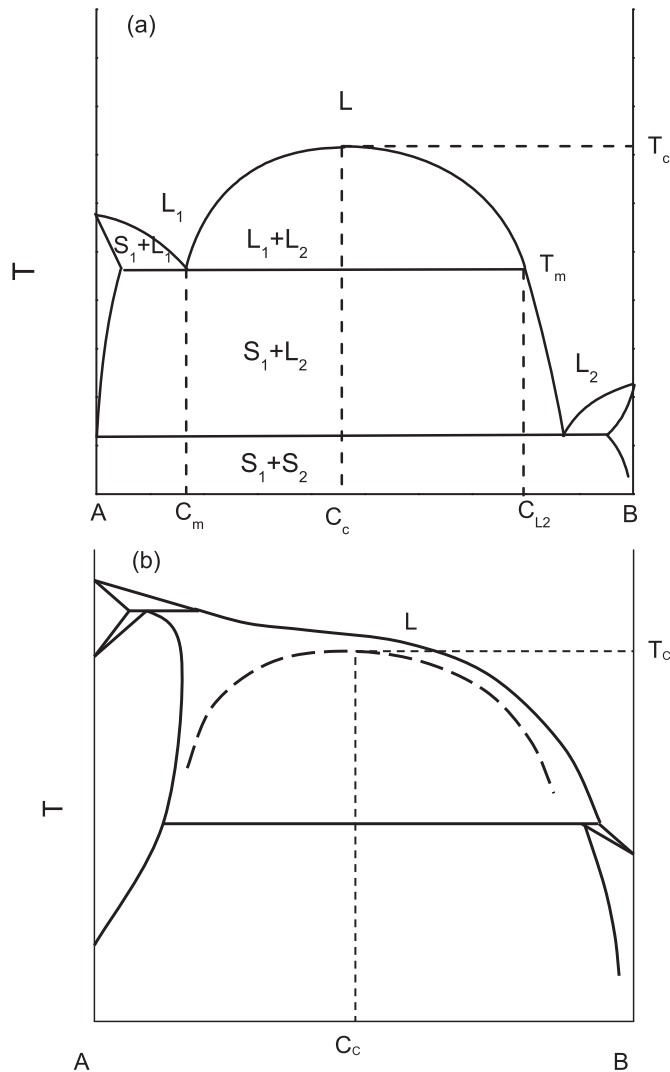 (a)
L
T_c
L_1
S_1+L_1
L_1+L_2
T
T_m
S_1+L_2
L_2
S_1+S_2
A
C_m
C_c
C_L2
B
(b)
L
T_C
T
C_C
A
B